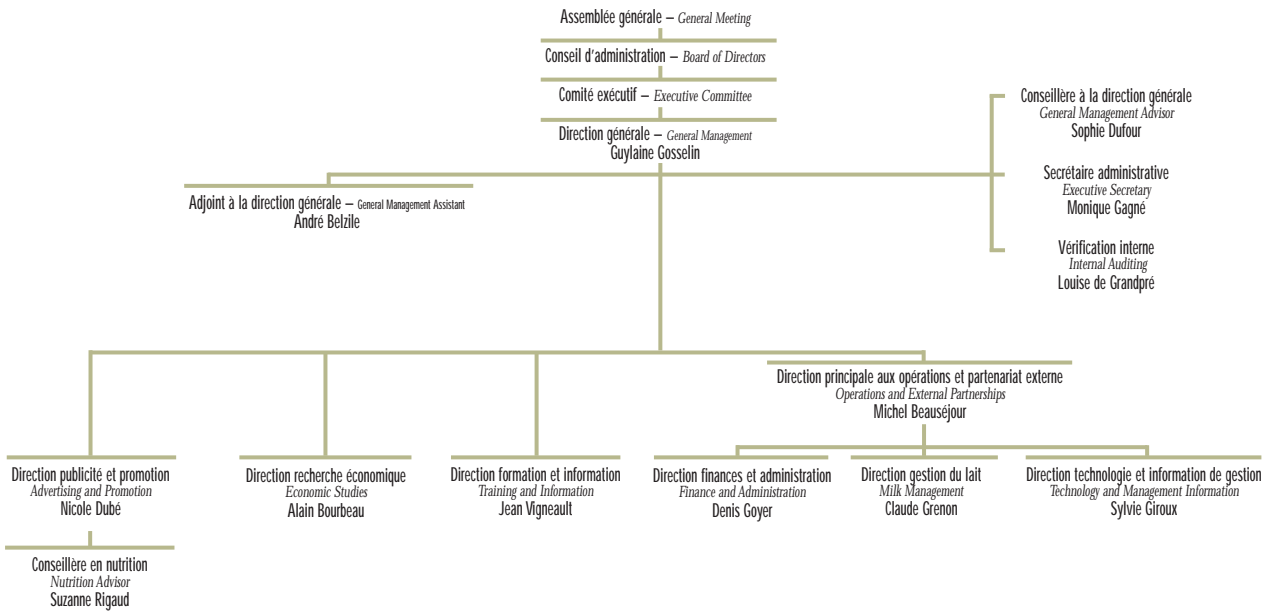 Assemblée générale – General Meeting
Conseil d'administration – Board of Directors
Comité exécutif – Executive Committee
Direction générale – General Management
Guylaine Gosselin
Conseillère à la direction générale
General Management Advisor
Sophie Dufour
Secrétaire administrative
Executive Secretary
Monique Gagné
Vérification interne
Internal Auditing
Louise de Grandpré
Adjoint à la direction générale – General Management Assistant
André Belzile
Direction principale aux opérations et partenariat externe
Operations and External Partnerships
Michel Beauséjour
Direction publicité et promotion
Advertising and Promotion
Nicole Dubé
Direction recherche économique
Economic Studies
Alain Bourbeau
Direction formation et information
Training and Information
Jean Vigneault
Direction finances et administration
Finance and Administration
Denis Goyer
Direction gestion du lait
Milk Management
Claude Grenon
Direction technologie et information de gestion
Technology and Management Information
Sylvie Giroux
Conseillère en nutrition
Nutrition Advisor
Suzanne Rigaud